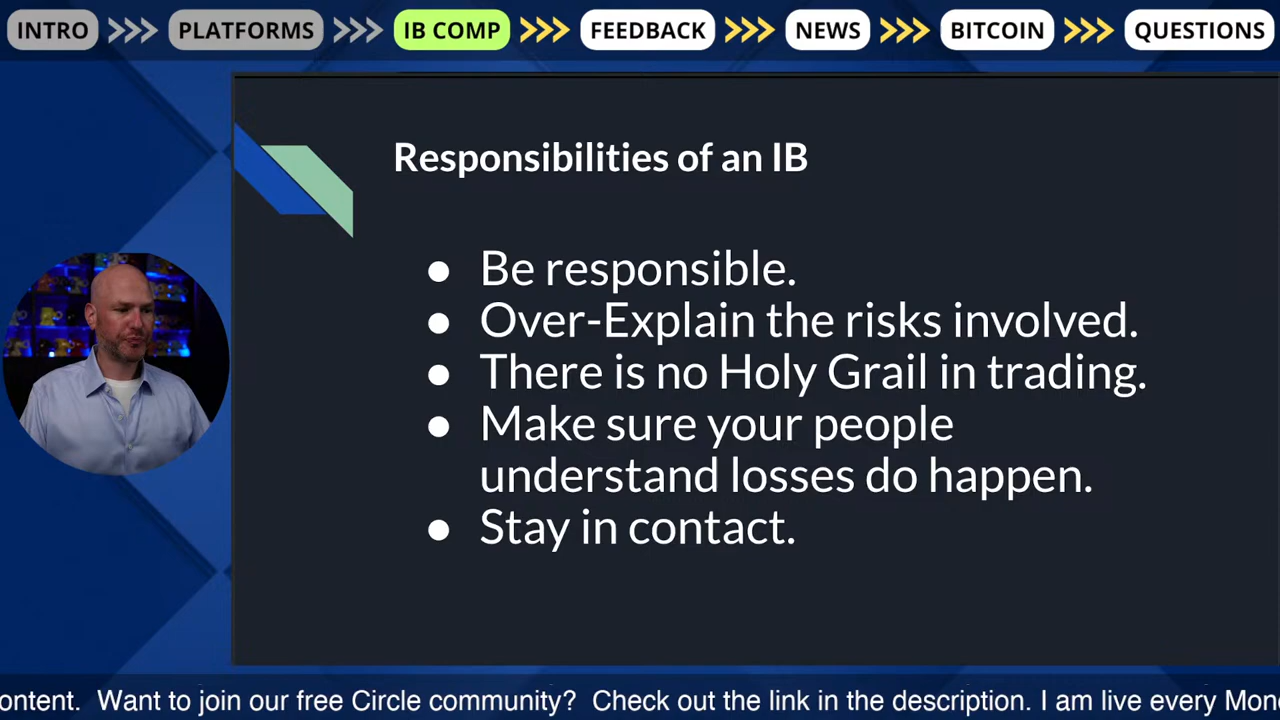 INTRO >>> PLATFORMS >>> IB COMP >>> FEEDBACK >>> NEWS >>> BITCOIN >>> QUESTIONS
Responsibilities of an IB
● Be responsible.
● Over-Explain the risks involved.
● There is no Holy Grail in trading.
● Make sure your people
understand losses do happen.
● Stay in contact.
ontent. Want to join our free Circle community? Check out the link in the description. I am live every Mon